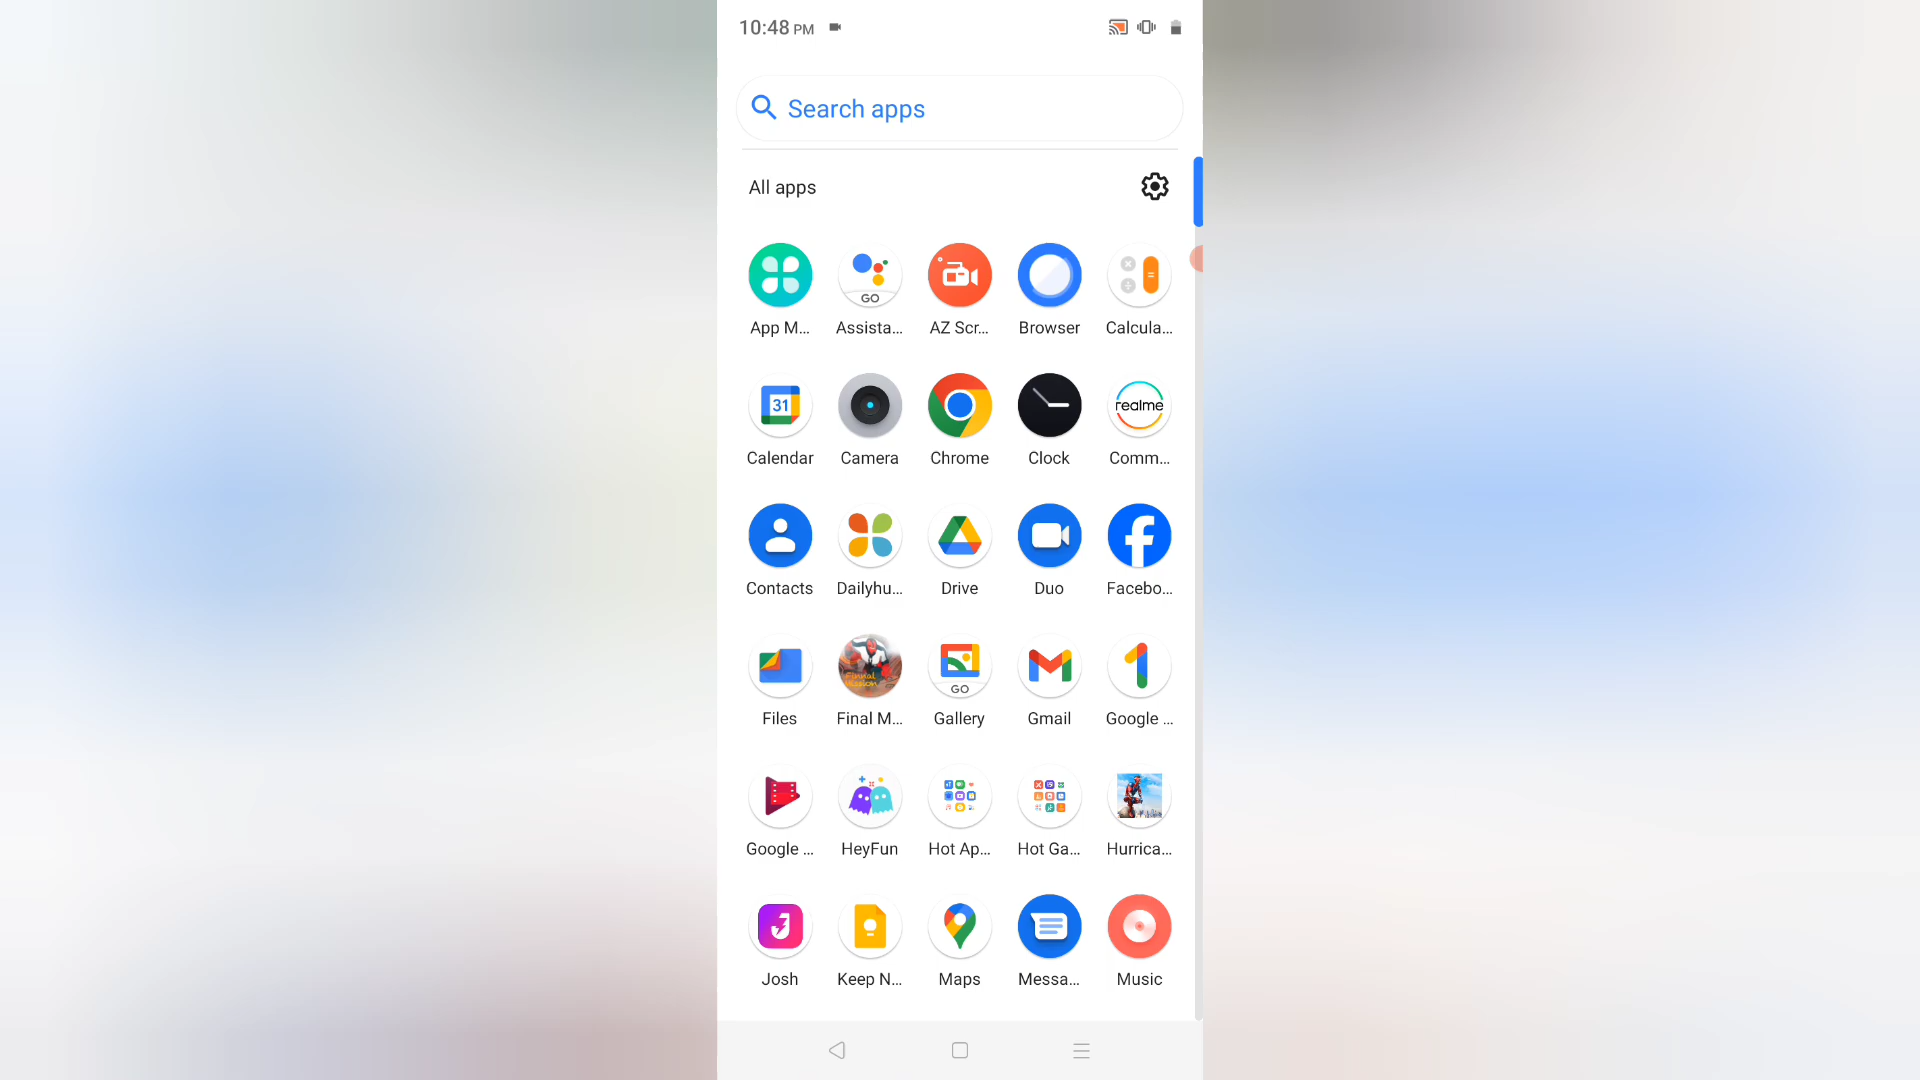 10:48 PM
Search apps
All apps
GO
App M... Assista... AZ Scr... Browser Calcula...
31 realme
Calendar Camera Chrome Clock Comm...
Contacts Dailyhu... Drive Duo Facebo...
GO
Files Final M... Gallery Gmail Google ...
Google ... HeyFun Hot Ap... Hot Ga... Hurrica...
Josh Keep N... Maps Messa... Music